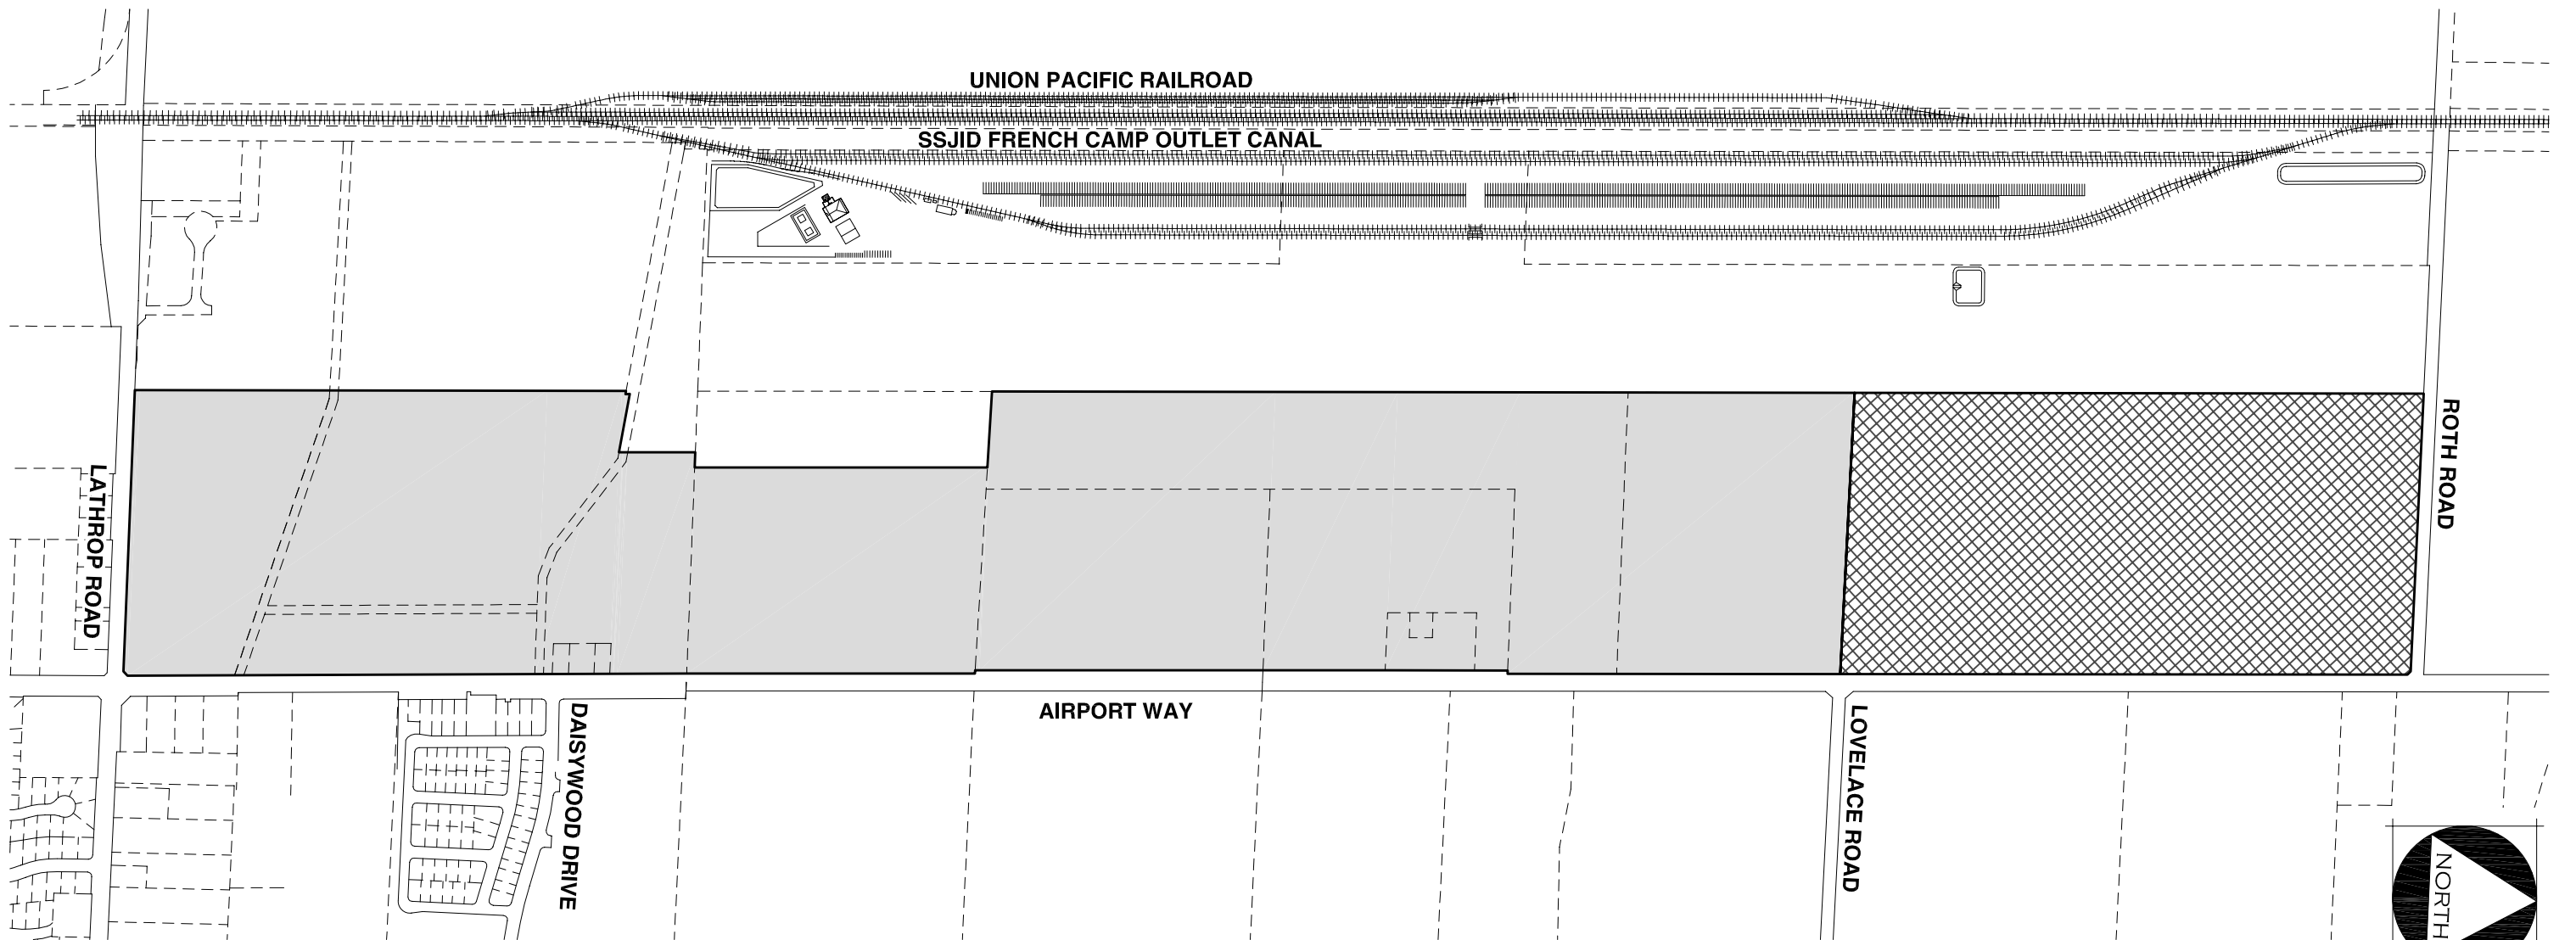 UNION PACIFIC RAILROAD
SSJID FRENCH CAMP OUTLET CANAL
LATHROP ROAD
ROTH ROAD
AIRPORT WAY
DAISYWOOD DRIVE
LOVELACE ROAD
NORTH